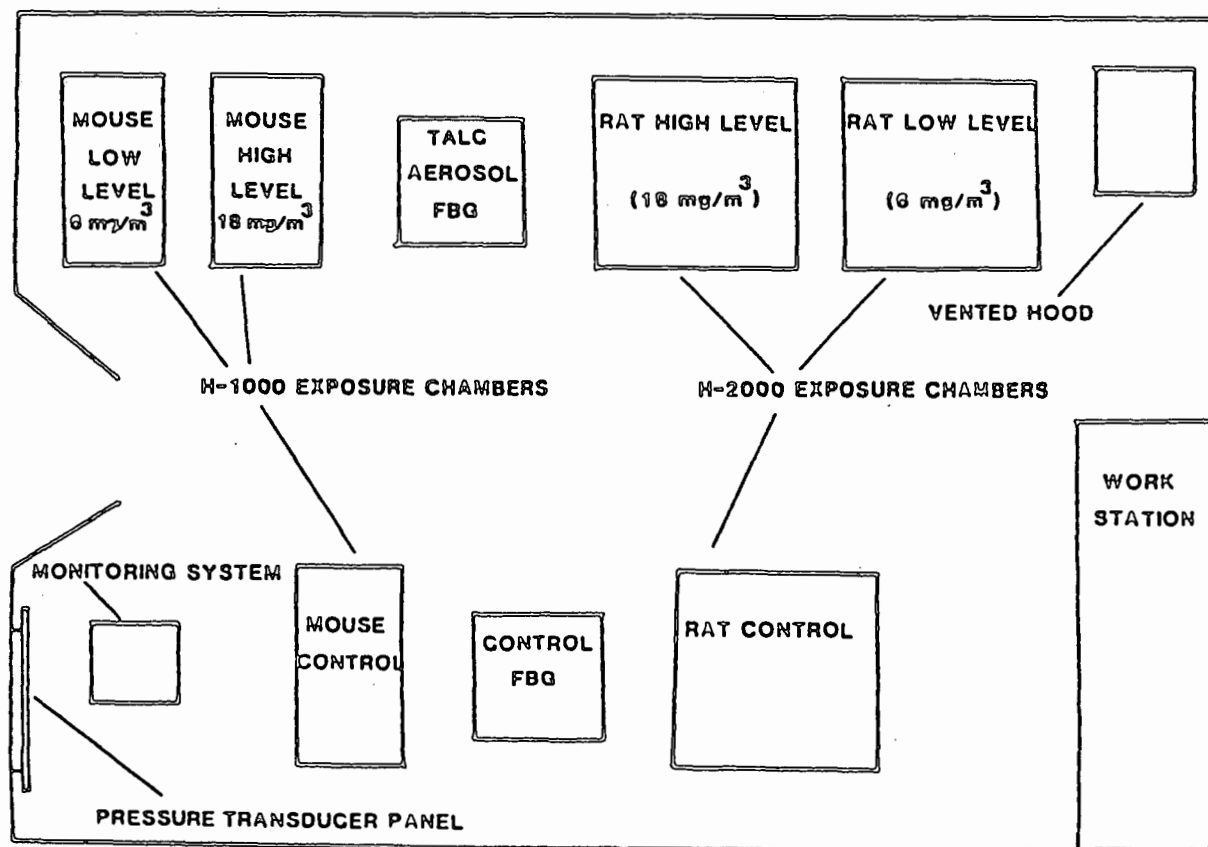 MOUSE
LOW
LEVEL
6 mg/m³
MOUSE
HIGH
LEVEL
18 mg/m³
TALC
AEROSOL
FBG
RAT HIGH LEVEL
(18 mg/m³)
RAT LOW LEVEL
(6 mg/m³)
VENTED HOOD
H-1000 EXPOSURE CHAMBERS
H-2000 EXPOSURE CHAMBERS
WORK
STATION
MONITORING SYSTEM
MOUSE
CONTROL
CONTROL
FBG
RAT CONTROL
PRESSURE TRANSDUCER PANEL